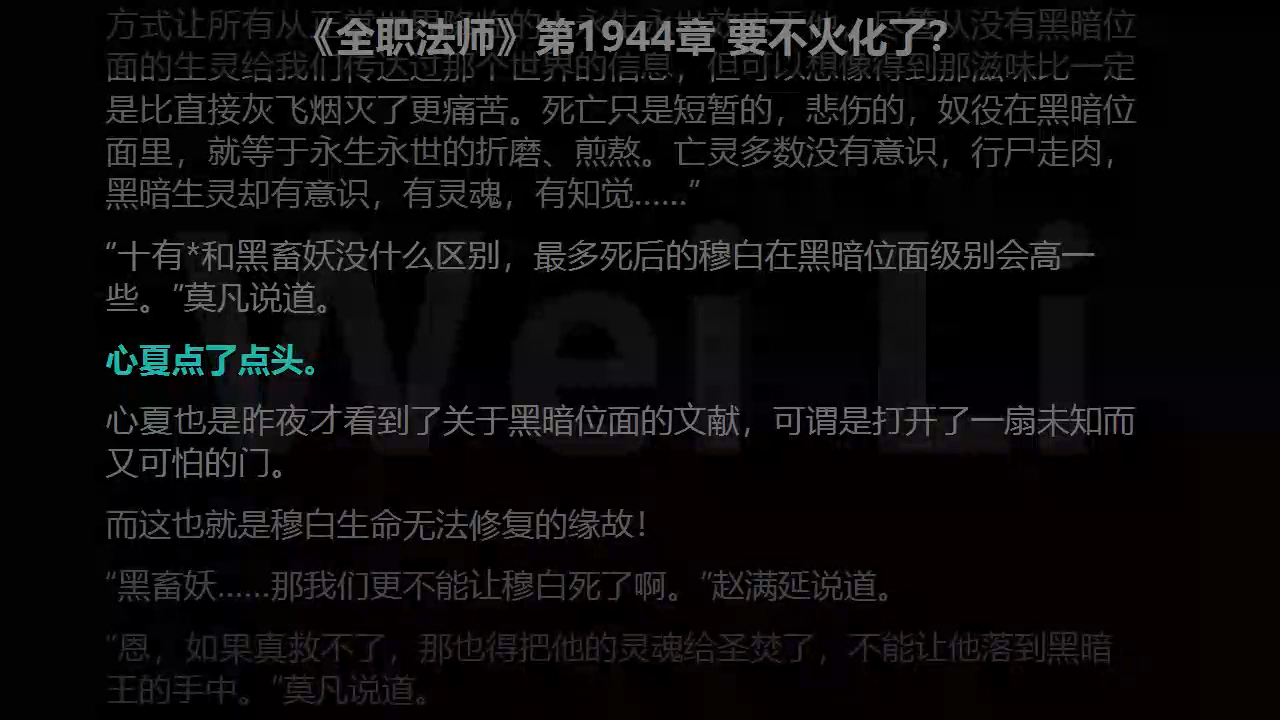 《全职法师》第1944章 要不火化了?
方式让所有从
面的生灵给我们传达过那个世界的信息，但可以想像得到那滋味比一定
是比直接灰飞烟灭了更痛苦。死亡只是短暂的，悲伤的，奴役在黑暗位
面里，就等于永生永世的折磨、煎熬。亡灵多数没有意识，行尸走肉，
黑暗生灵却有意识，有灵魂，有知觉……”
“十有*和黑畜妖没什么区别，最多死后的穆白在黑暗位面级别会高一
些。”莫凡说道。
心夏点了点头。
心夏也是昨夜才看到了关于黑暗位面的文献，可谓是打开了一扇未知而
又可怕的门。
而这也就是穆白生命无法修复的缘故！
“黑畜妖……那我们更不能让穆白死了啊。”赵满延说道。
“恩，如果真救不了，那也得把他的灵魂给圣焚了，不能让他落到黑暗
王的手中。”莫凡说道。
Wei Li